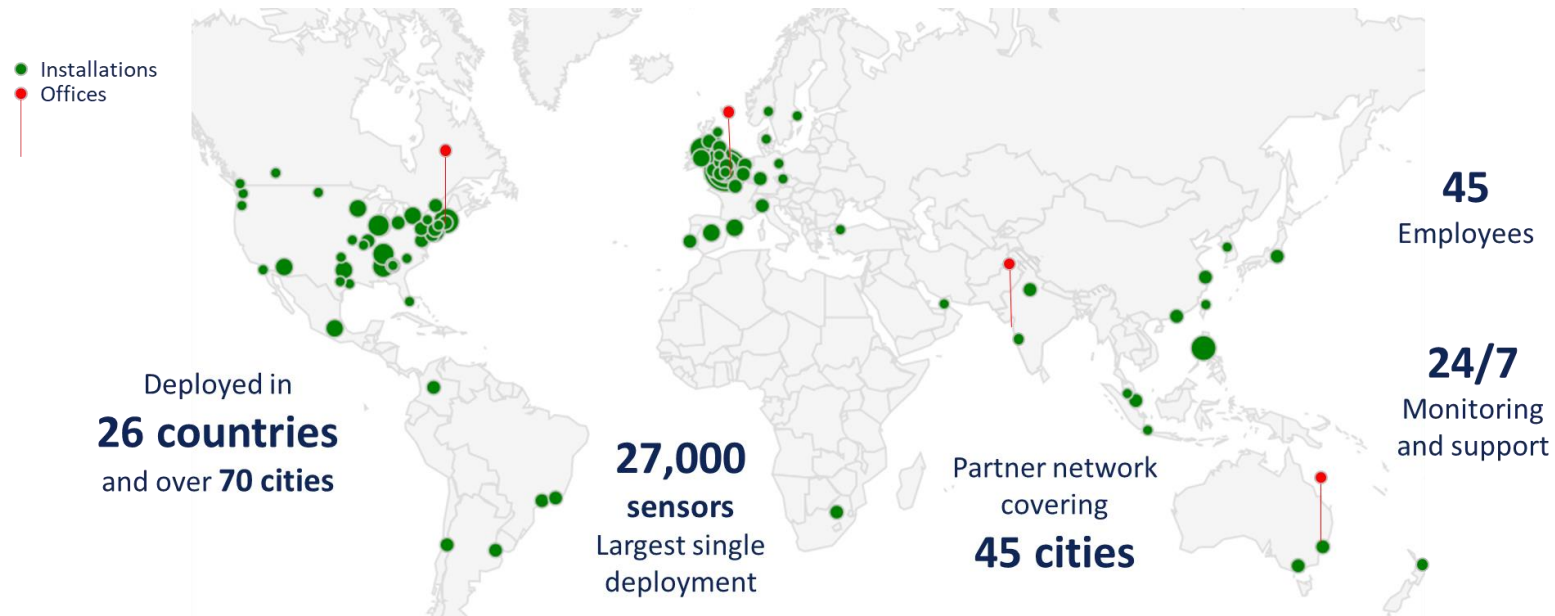 Installations
Offices
45
Employees
24/7
Monitoring
and support
Deployed in
26 countries
and over 70 cities
27,000
sensors
Largest single
deployment
Partner network
covering
45 cities